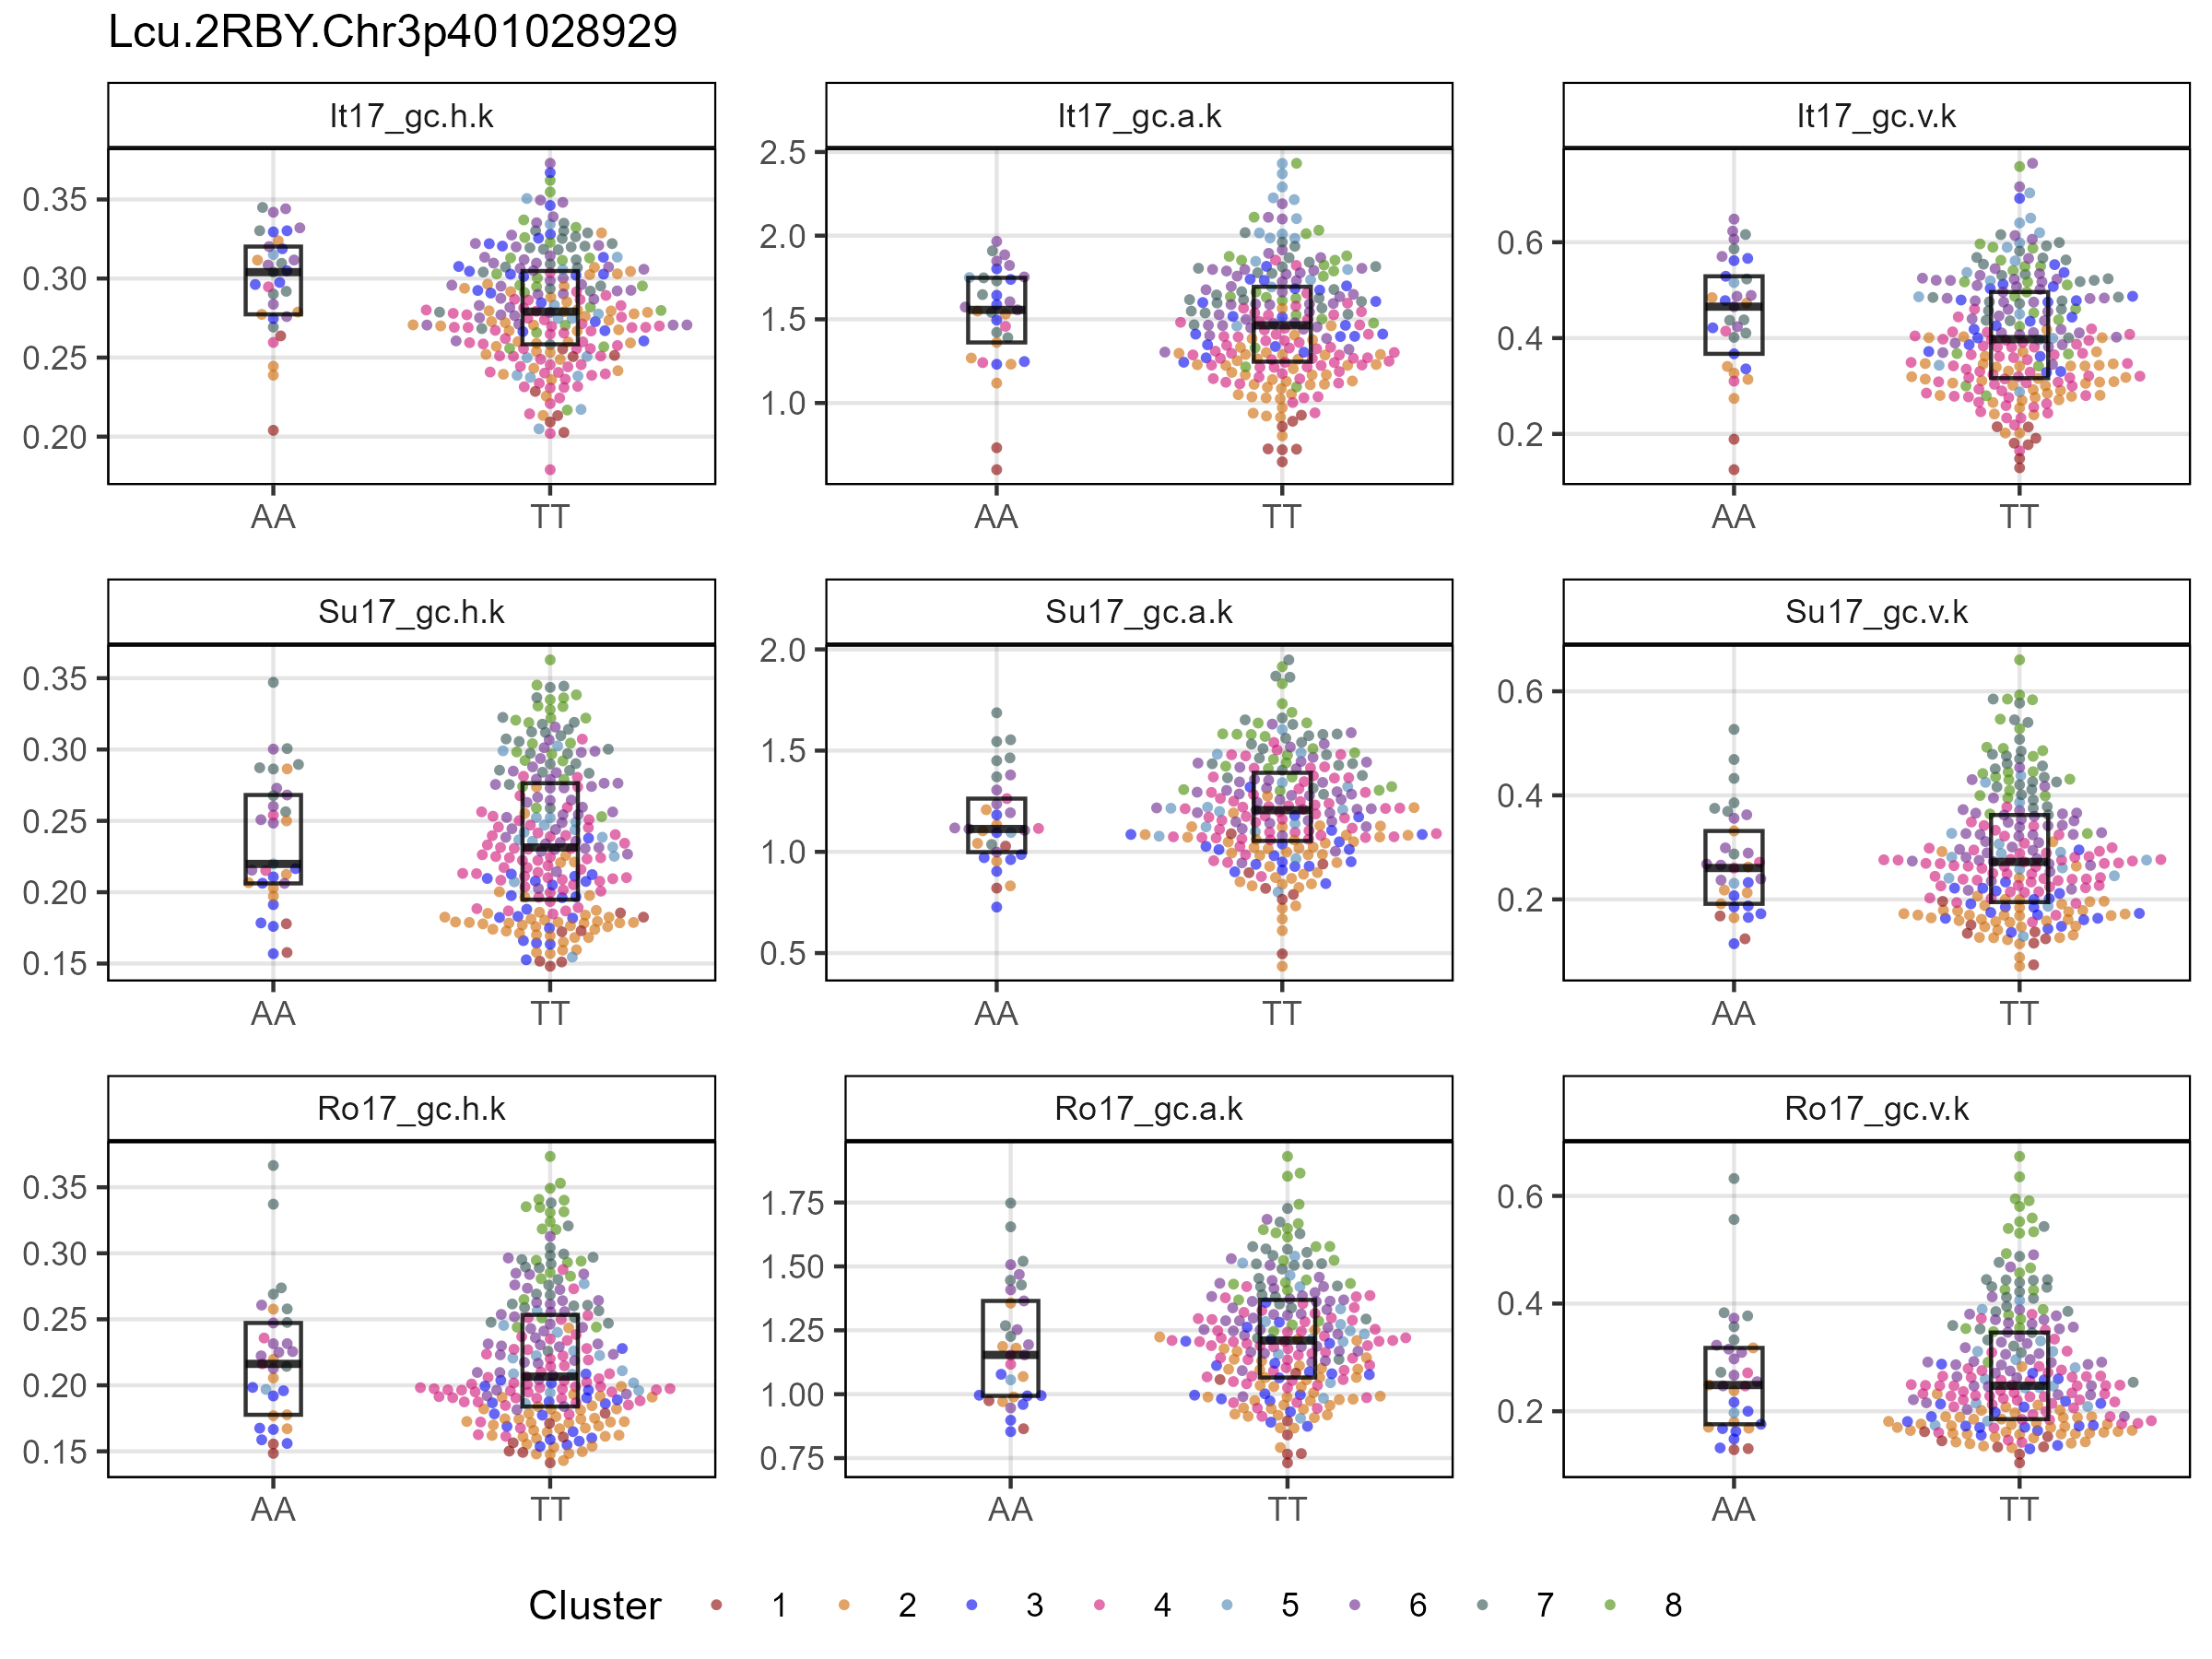 Lcu.2RBY.Chr3p401028929
It17_gc.h.k
It17_gc.a.k
It17_gc.v.k
0.35
0.30
0.25
0.20
AA TT
2.5
2.0
1.5
1.0
AA TT
0.6
0.4
0.2
AA TT
Su17_gc.h.k
Su17_gc.a.k
Su17_gc.v.k
0.35
0.30
0.25
0.20
0.15
AA TT
2.0
1.5
1.0
0.5
AA TT
0.6
0.4
0.2
AA TT
Ro17_gc.h.k
Ro17_gc.a.k
Ro17_gc.v.k
0.35
0.30
0.25
0.20
0.15
AA TT
1.75
1.50
1.25
1.00
0.75
AA TT
0.6
0.4
0.2
AA TT
Cluster 1 2 3 4 5 6 7 8